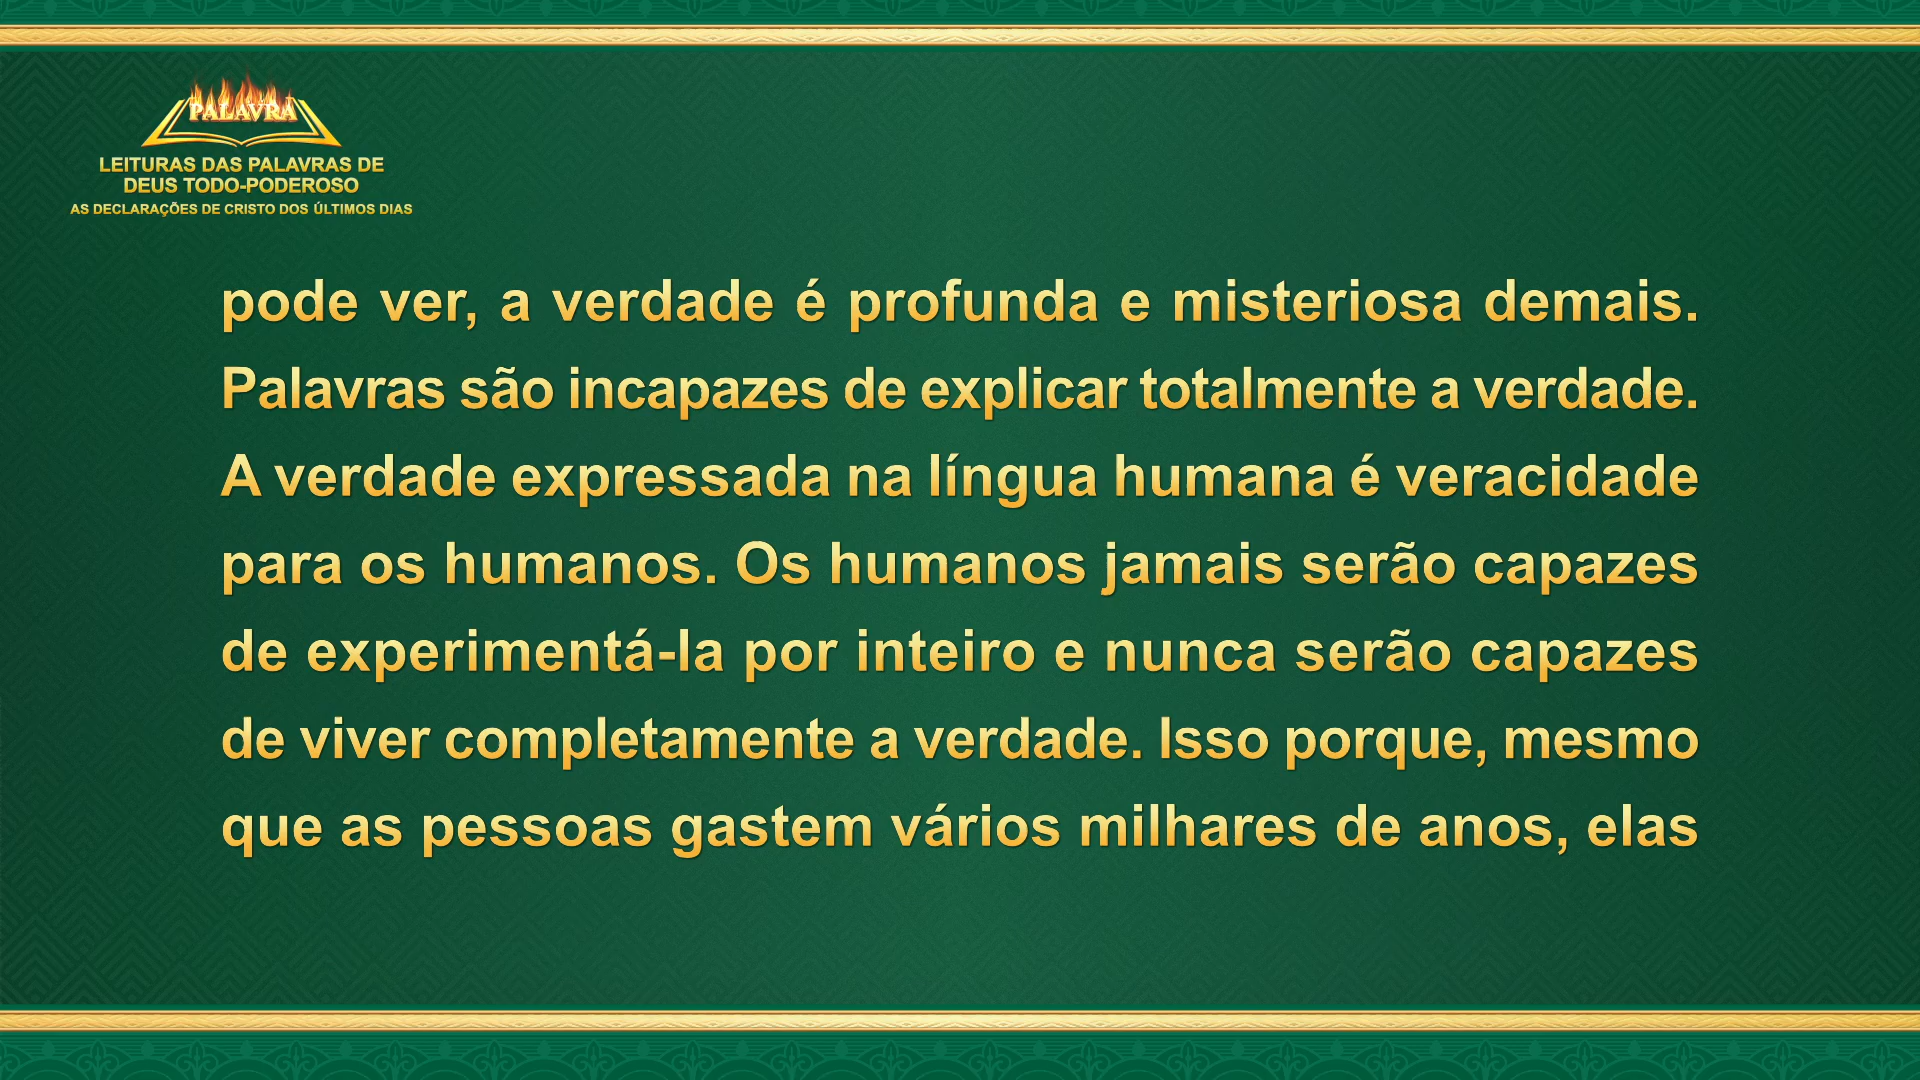 PALAVRA
LEITURAS DAS PALAVRAS DE
DEUS TODO-PODEROSO
AS DECLARAÇÕES DE CRISTO DOS ÚLTIMOS DIAS
pode ver, a verdade é profunda e misteriosa demais.
Palavras são incapazes de explicar totalmente a verdade.
A verdade expressada na língua humana é veracidade
para os humanos. Os humanos jamais serão capazes
de experimentá-la por inteiro e nunca serão capazes
de viver completamente a verdade. Isso porque, mesmo
que as pessoas gastem vários milhares de anos, elas